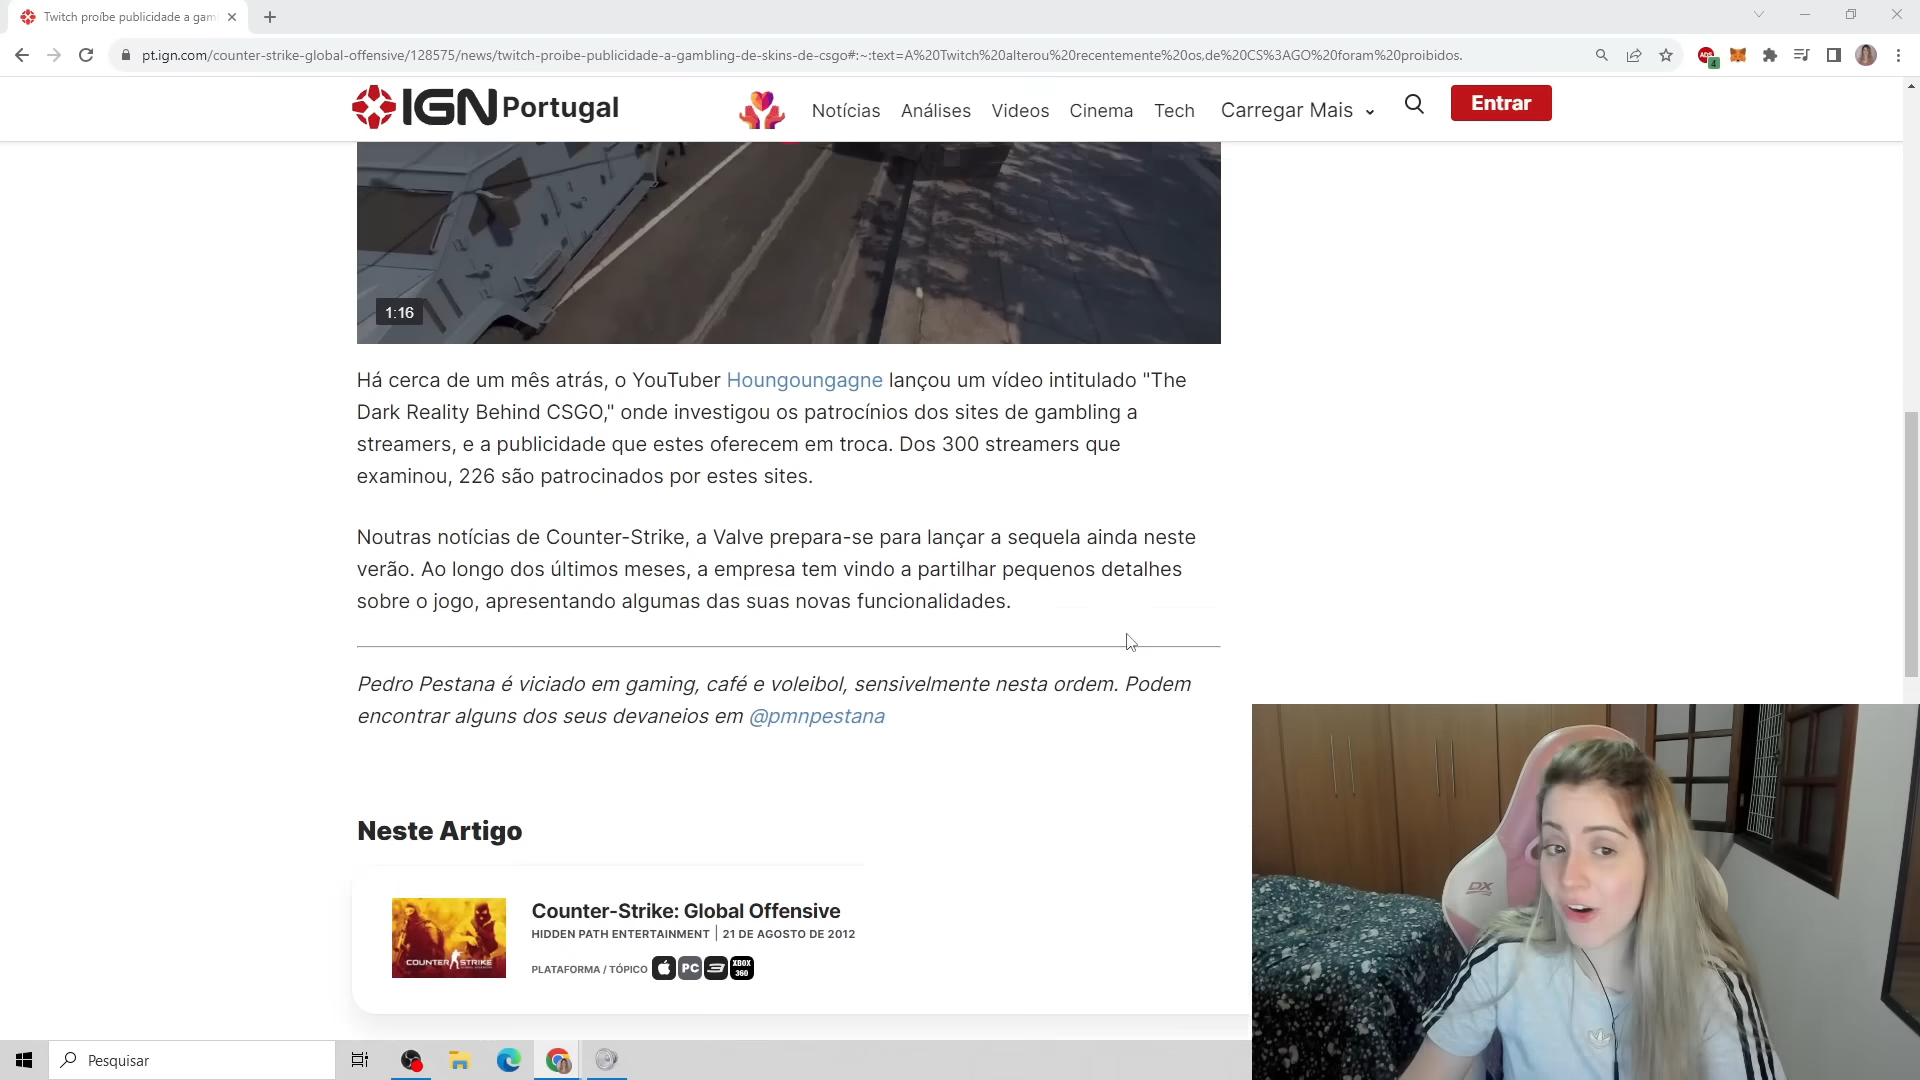 Twitch proíbe publicidade a gam
pt.ign.com/counter-strike-global-offensive/128575/news/twitch-proibe-publicidade-a-gambling-de-skins-de-csgo#:~:text=A%20Twitch%20alterou%20recentemente%20os,de%20CS%3AGO%20foram%20proibidos.
4
IGN Portugal
Notícias
Análises
Videos
Cinema
Tech
Carregar Mais
Entrar
1:16
Há cerca de um mês atrás, o YouTuber Houngoungagne lançou um vídeo intitulado "The
Dark Reality Behind CSGO," onde investigou os patrocínios dos sites de gambling a
streamers, e a publicidade que estes oferecem em troca. Dos 300 streamers que
examinou, 226 são patrocinados por estes sites.
Noutras notícias de Counter-Strike, a Valve prepara-se para lançar a sequela ainda neste
verão. Ao longo dos últimos meses, a empresa tem vindo a partilhar pequenos detalhes
sobre o jogo, apresentando algumas das suas novas funcionalidades.
Pedro Pestana é viciado em gaming, café e voleibol, sensivelmente nesta ordem. Podem
encontrar alguns dos seus devaneios em @pmnpestana
Neste Artigo
COUNTER STRIKE
Counter-Strike: Global Offensive
HIDDEN PATH ENTERTAINMENT | 21 DE AGOSTO DE 2012
PLATAFORMA / TÓPICO
PC
XBOX
360
DX
Pesquisar